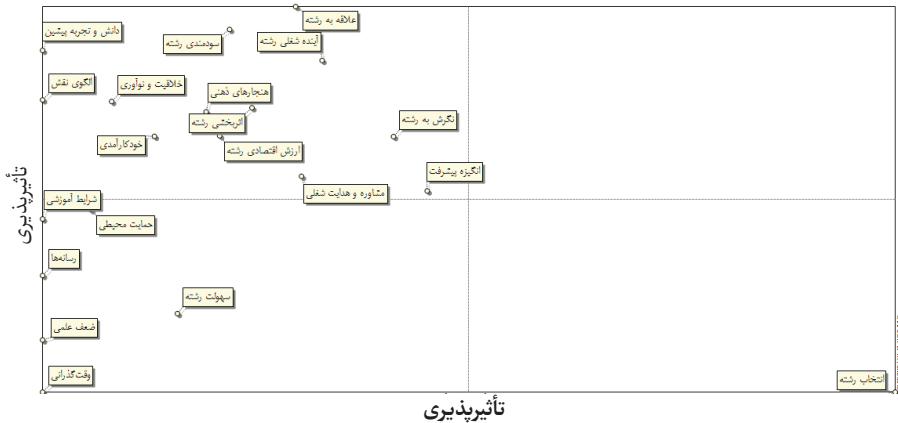 علاقه به رشته
دانش و تجربه پیشین
سودمندی رشته
آینده شغلی رشته
الگوی نقش
خلاقیت و نوآوری
هنجارهای ذهنی
اثربخشی رشته
نگرش به رشته
خودکارآمدی
ارزش اقتصادی رشته
انگیزه پیشرفت
مشاوره و هدایت شغلی
شرایط آموزشی
حمایت محیطی
رسانه‌ها
سهولت رشته
ضعف علمی
وقت‌گذرانی
انتخاب رشته
تأثیرپذیری
تأثیرپذیری